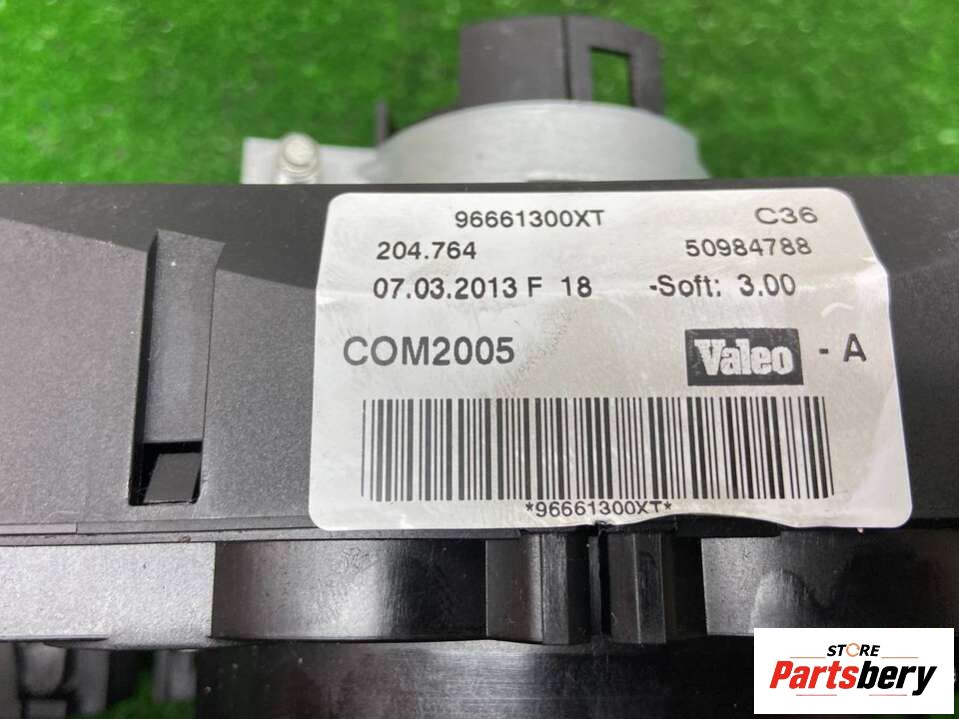 96661300XT C36
204.764 50984788
07.03.2013 F 18 -Soft: 3.00
COM2005 Valeo - A
*96661300XT*
STORE
Partsbery